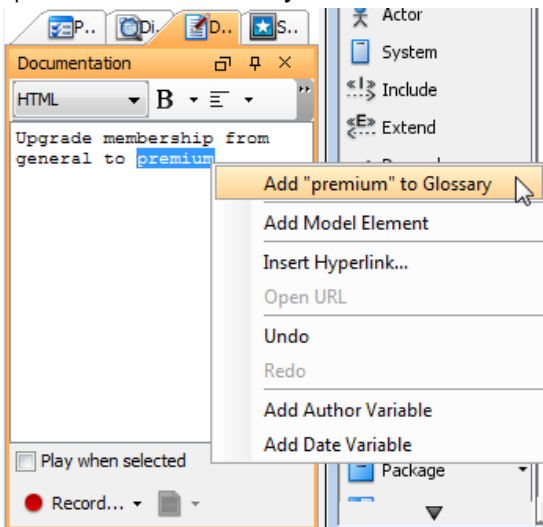 P.. Di. D.. S..
Documentation
HTML B
Upgrade membership from
general to premium
Add "premium" to Glossary
Add Model Element
Insert Hyperlink...
Open URL
Undo
Redo
Add Author Variable
Add Date Variable
Play when selected
Record...
Actor
System
<<I>> Include
<<E>> Extend
Package